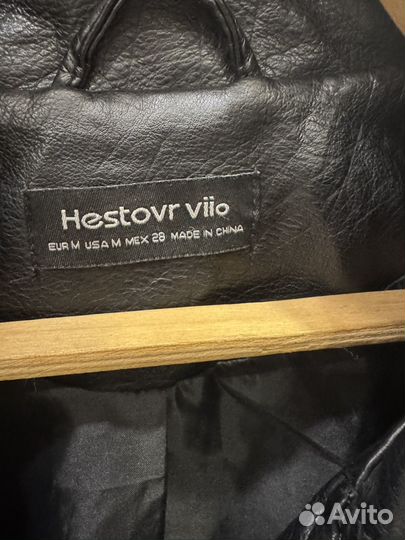 Hestovr viio
EUR M USA M MEX 28 MADE IN CHINA
Avito